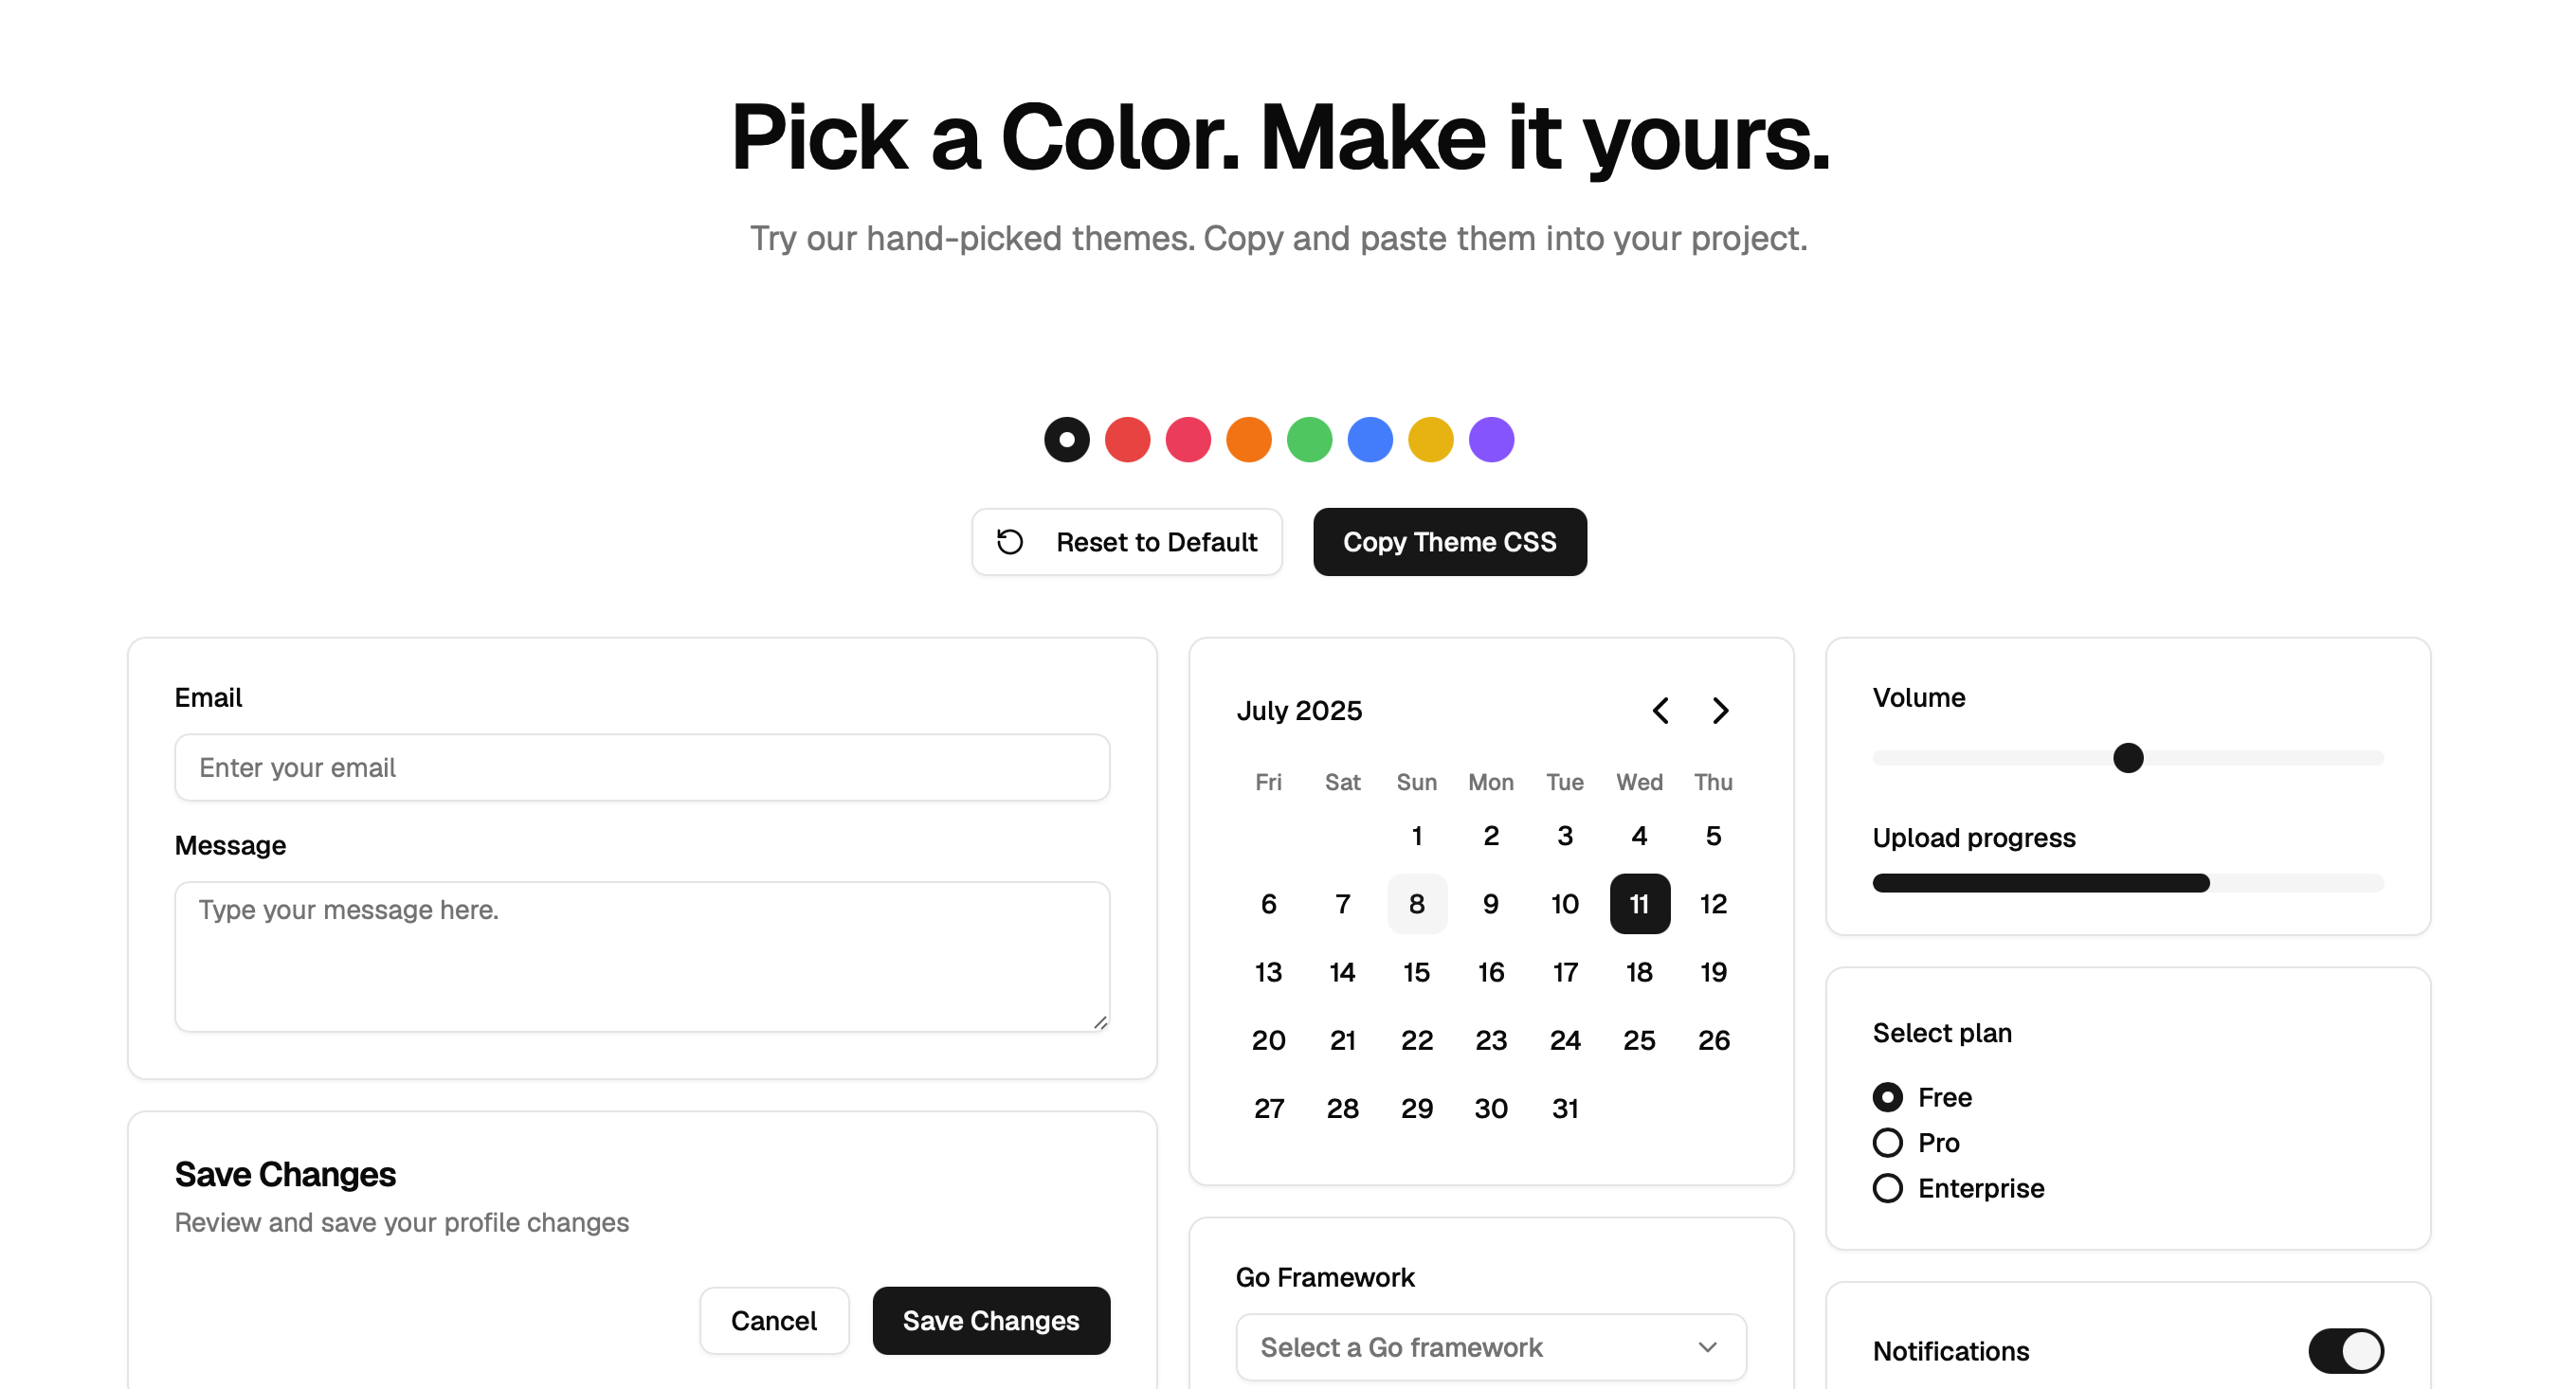 Pick a Color. Make it yours.
Try our hand-picked themes. Copy and paste them into your project.
Reset to Default
Copy Theme CSS
Email
Enter your email
Message
Type your message here.
Save Changes
Review and save your profile changes
Cancel
Save Changes
July 2025
Fri Sat Sun Mon Tue Wed Thu
1 2 3 4 5
6 7 8 9 10 11 12
13 14 15 16 17 18 19
20 21 22 23 24 25 26
27 28 29 30 31
Go Framework
Select a Go framework
Volume
Upload progress
Select plan
Free
Pro
Enterprise
Notifications